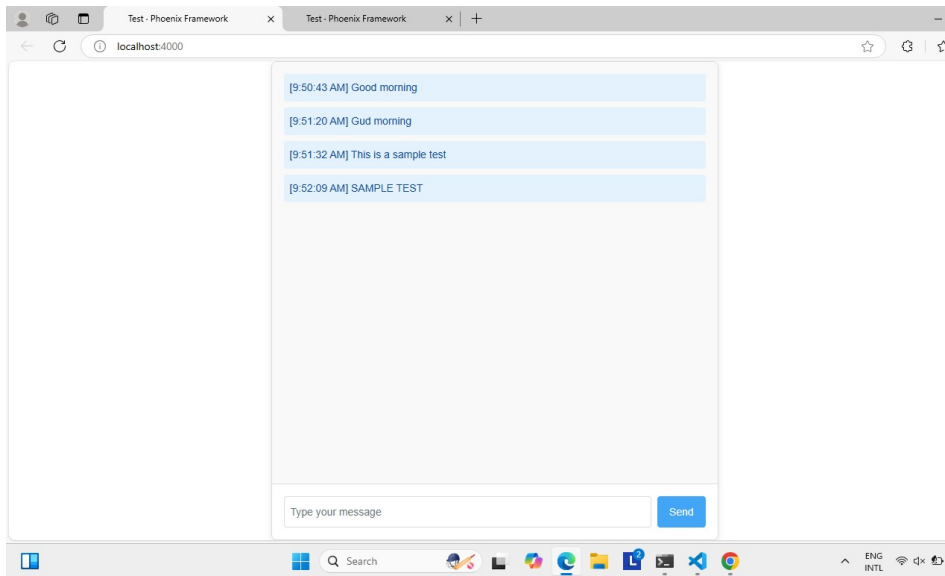 Test - Phoenix Framework
Test - Phoenix Framework
localhost:4000
[9:50:43 AM] Good morning
[9:51:20 AM] Gud morning
[9:51:32 AM] This is a sample test
[9:52:09 AM] SAMPLE TEST
Type your message
Send
Search
L
2
ENG
INTL